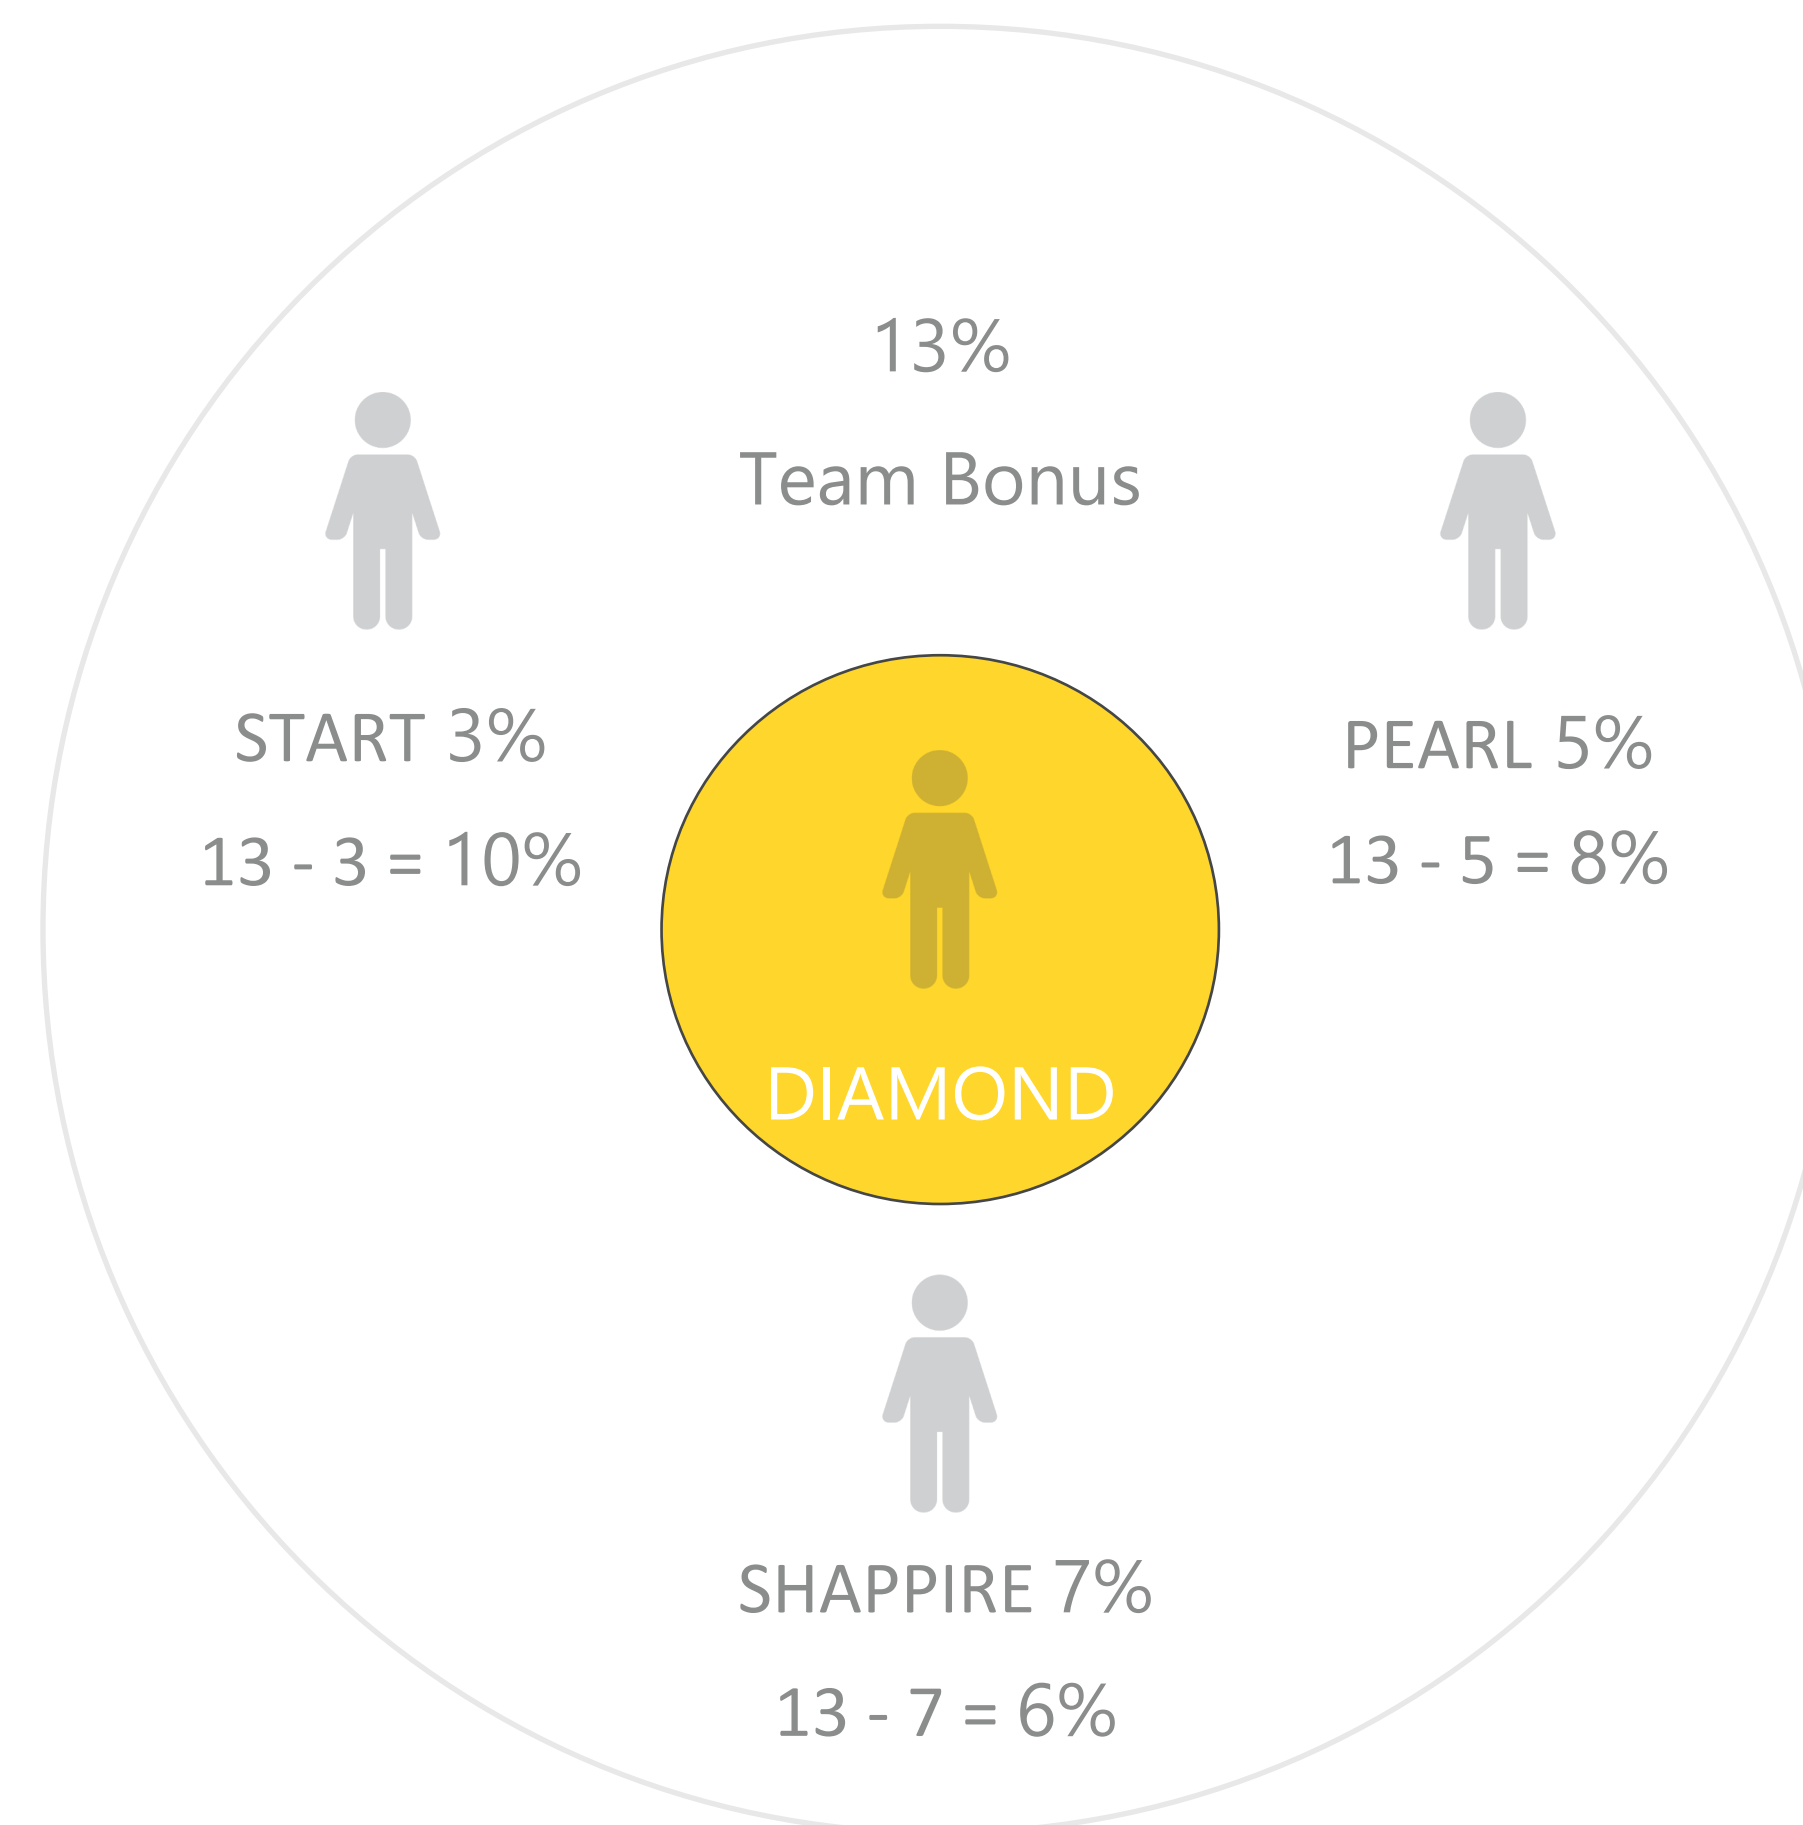 13%
Team Bonus
START 3%
13 - 3 = 10%
PEARL 5%
13 - 5 = 8%
DIAMOND
SHAPPIRE 7%
13 - 7 = 6%